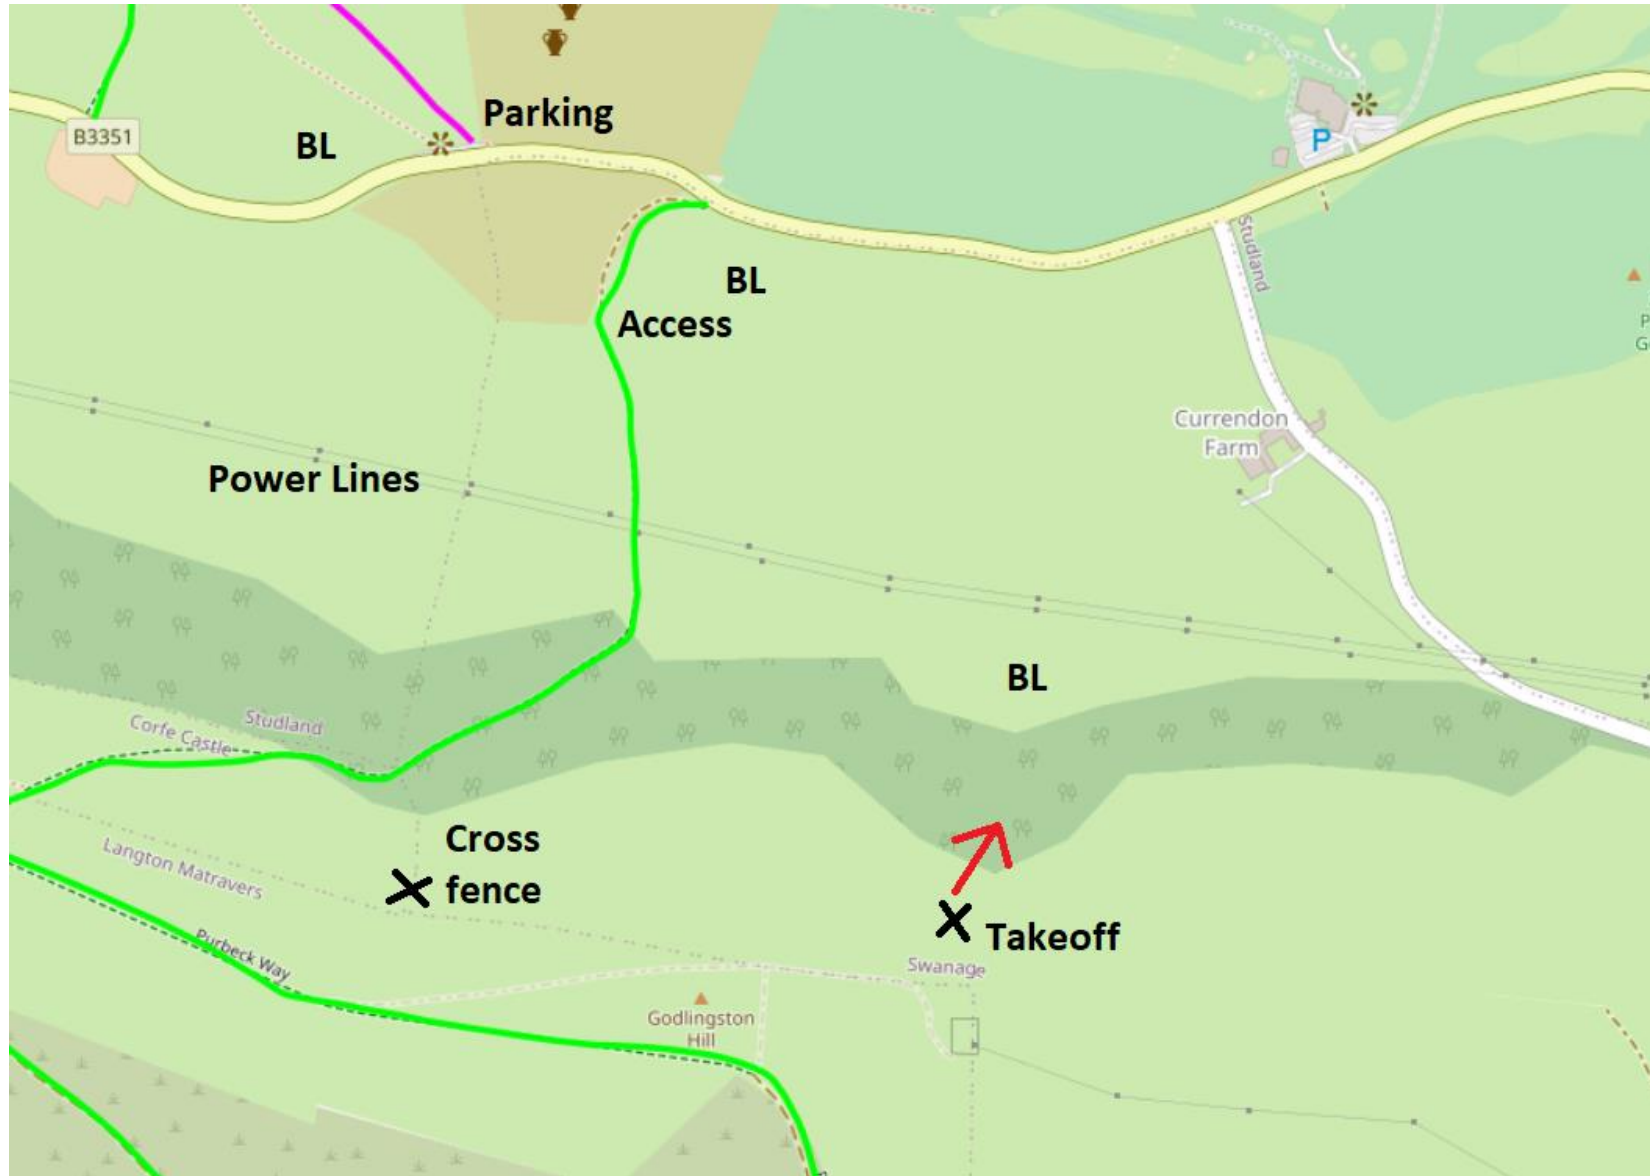 Parking
B3351
BL
P
Studland
BL
Access
Currendon
Farm
Power Lines
BL
Studland
Corfe Castle
Cross
fence
Langton Matravers
Takeoff
Purbeck Way
Swanage
Godlingston
Hill